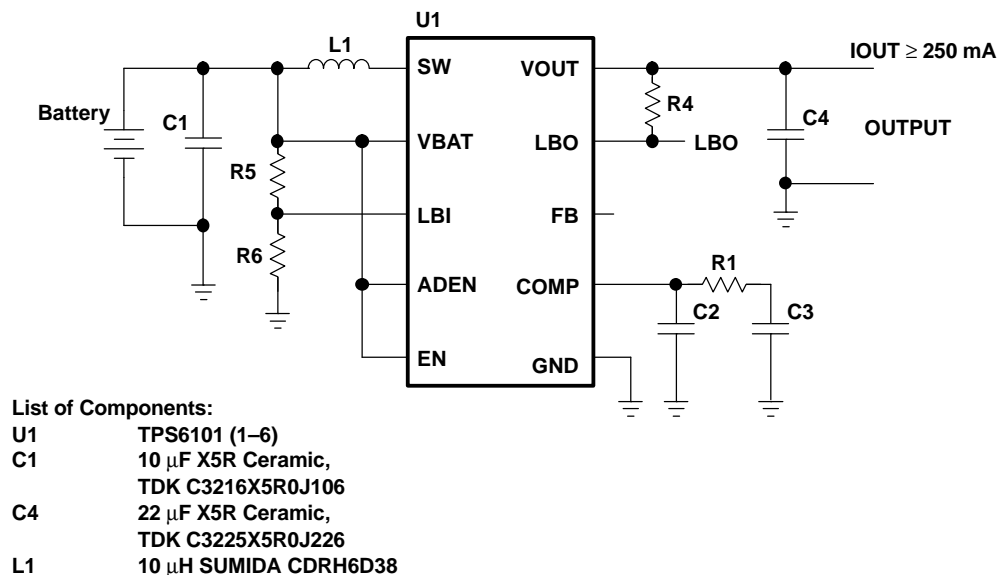 U1
L1
SW
VOUT
IOUT ≥ 250 mA
R4
Battery
C1
C4
OUTPUT
VBAT
LBO
LBO
R5
LBI
FB
R6
R1
ADEN
COMP
C2
C3
EN
GND
List of Components:
U1 TPS6101 (1–6)
C1 10 μF X5R Ceramic,
TDK C3216X5R0J106
C4 22 μF X5R Ceramic,
TDK C3225X5R0J226
L1 10 μH SUMIDA CDRH6D38